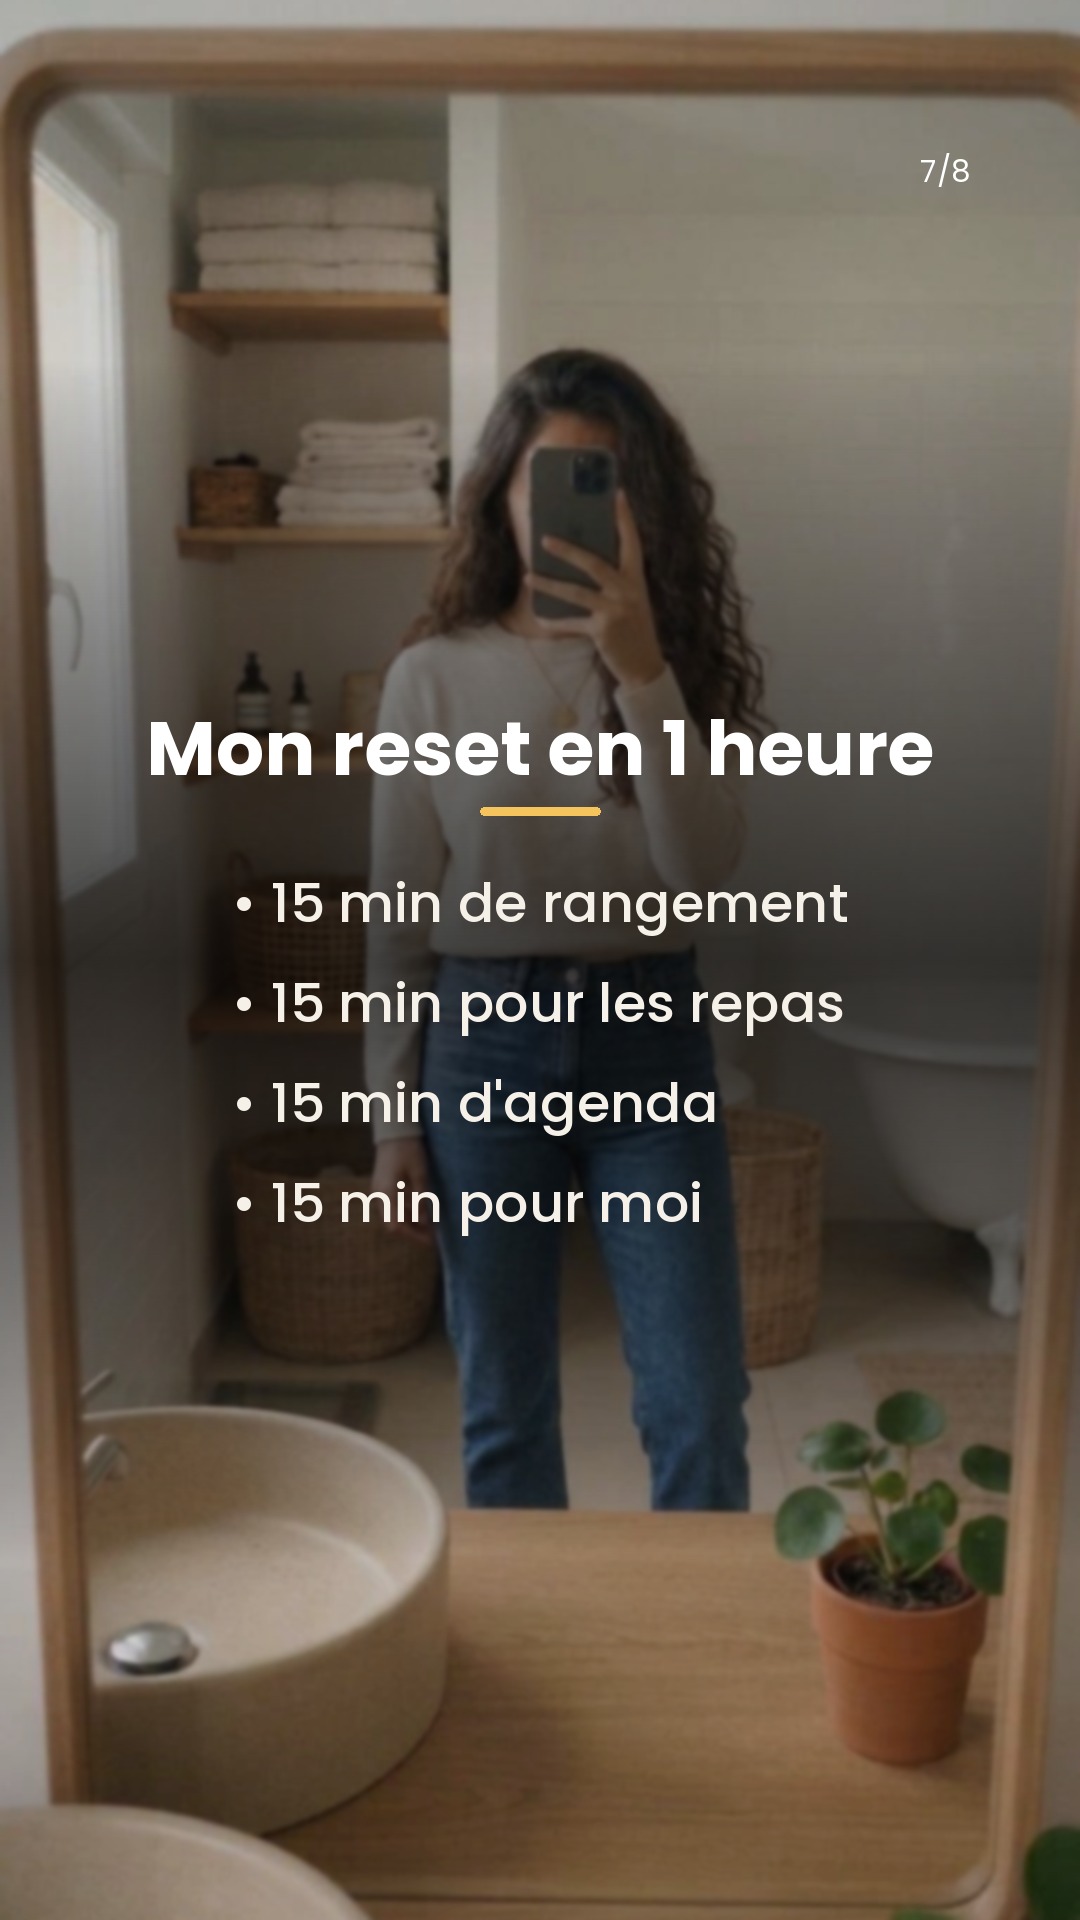 7/8
Mon reset en 1 heure
• 15 min de rangement
• 15 min pour les repas
• 15 min d'agenda
• 15 min pour moi